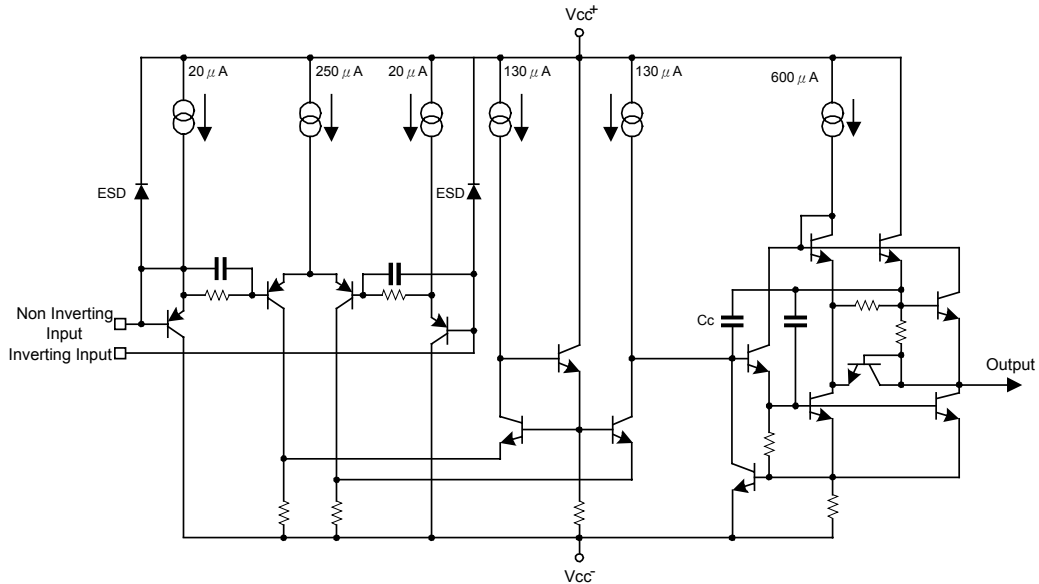 Vcc+
20 μA
250 μA
20 μA
130 μA
130 μA
600 μA
ESD
ESD
Non Inverting
Input
Inverting Input
Cc
Output
Vcc-